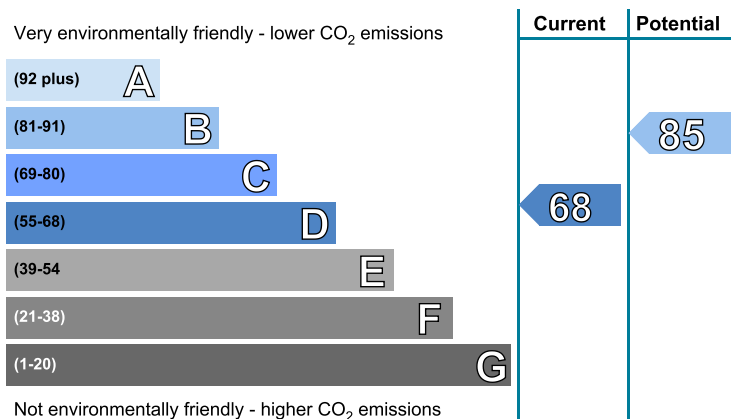 Very environmentally friendly - lower CO2 emissions
Current
Potential
(92 plus) A
(81-91) B
85
(69-80) C
68
(55-68) D
(39-54 E
(21-38) F
(1-20) G
Not environmentally friendly - higher CO2 emissions